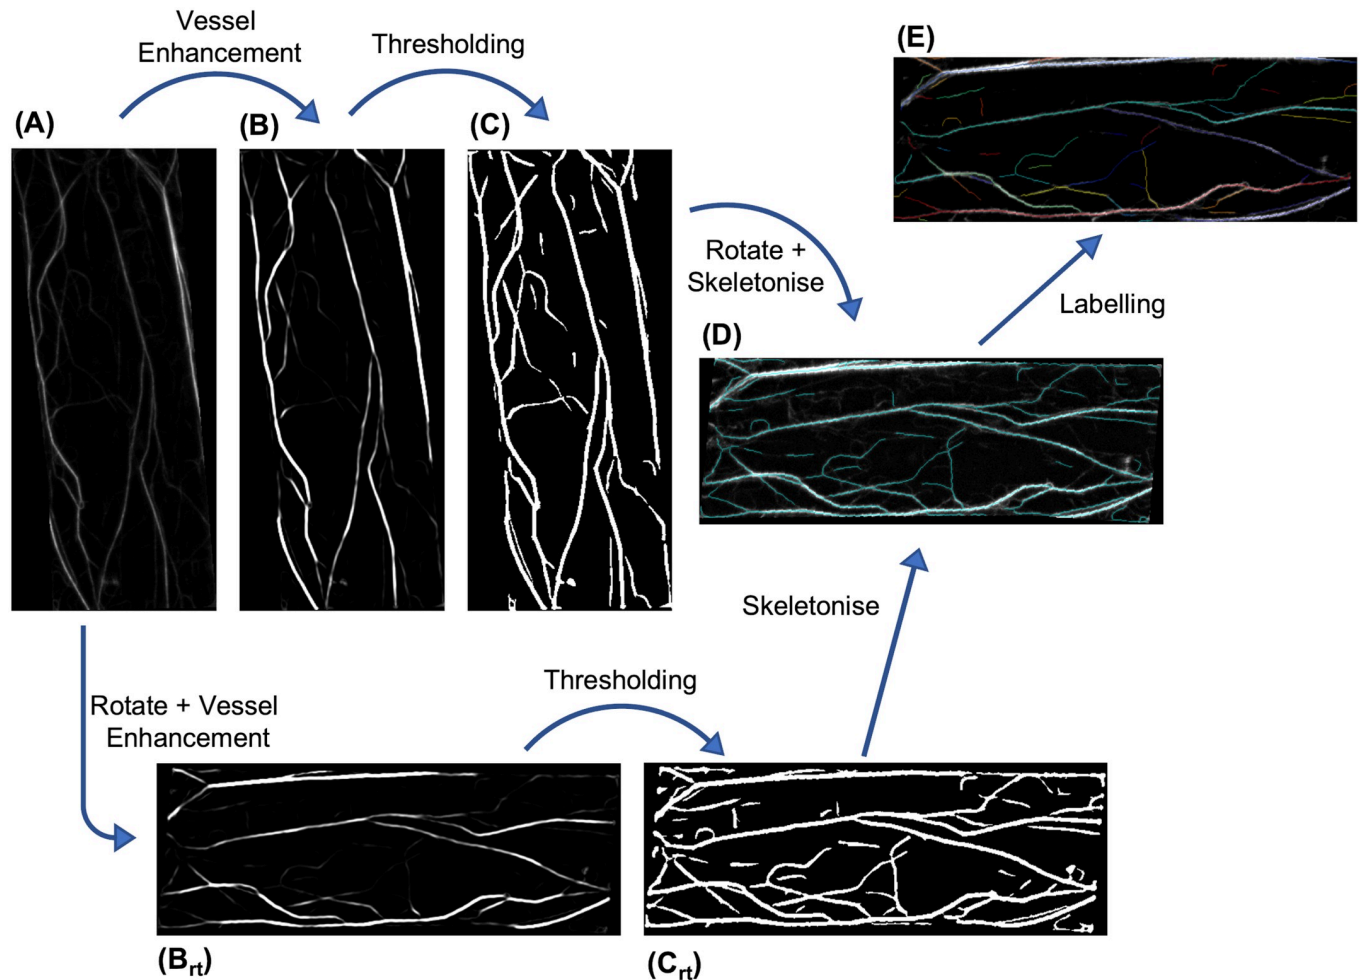 Vessel
Enhancement
Thresholding
(E)
(A)
(B)
(C)
Rotate +
Skeletonise
Labelling
(D)
Skeletonise
Thresholding
Rotate + Vessel
Enhancement
(Brt)
(Crt)